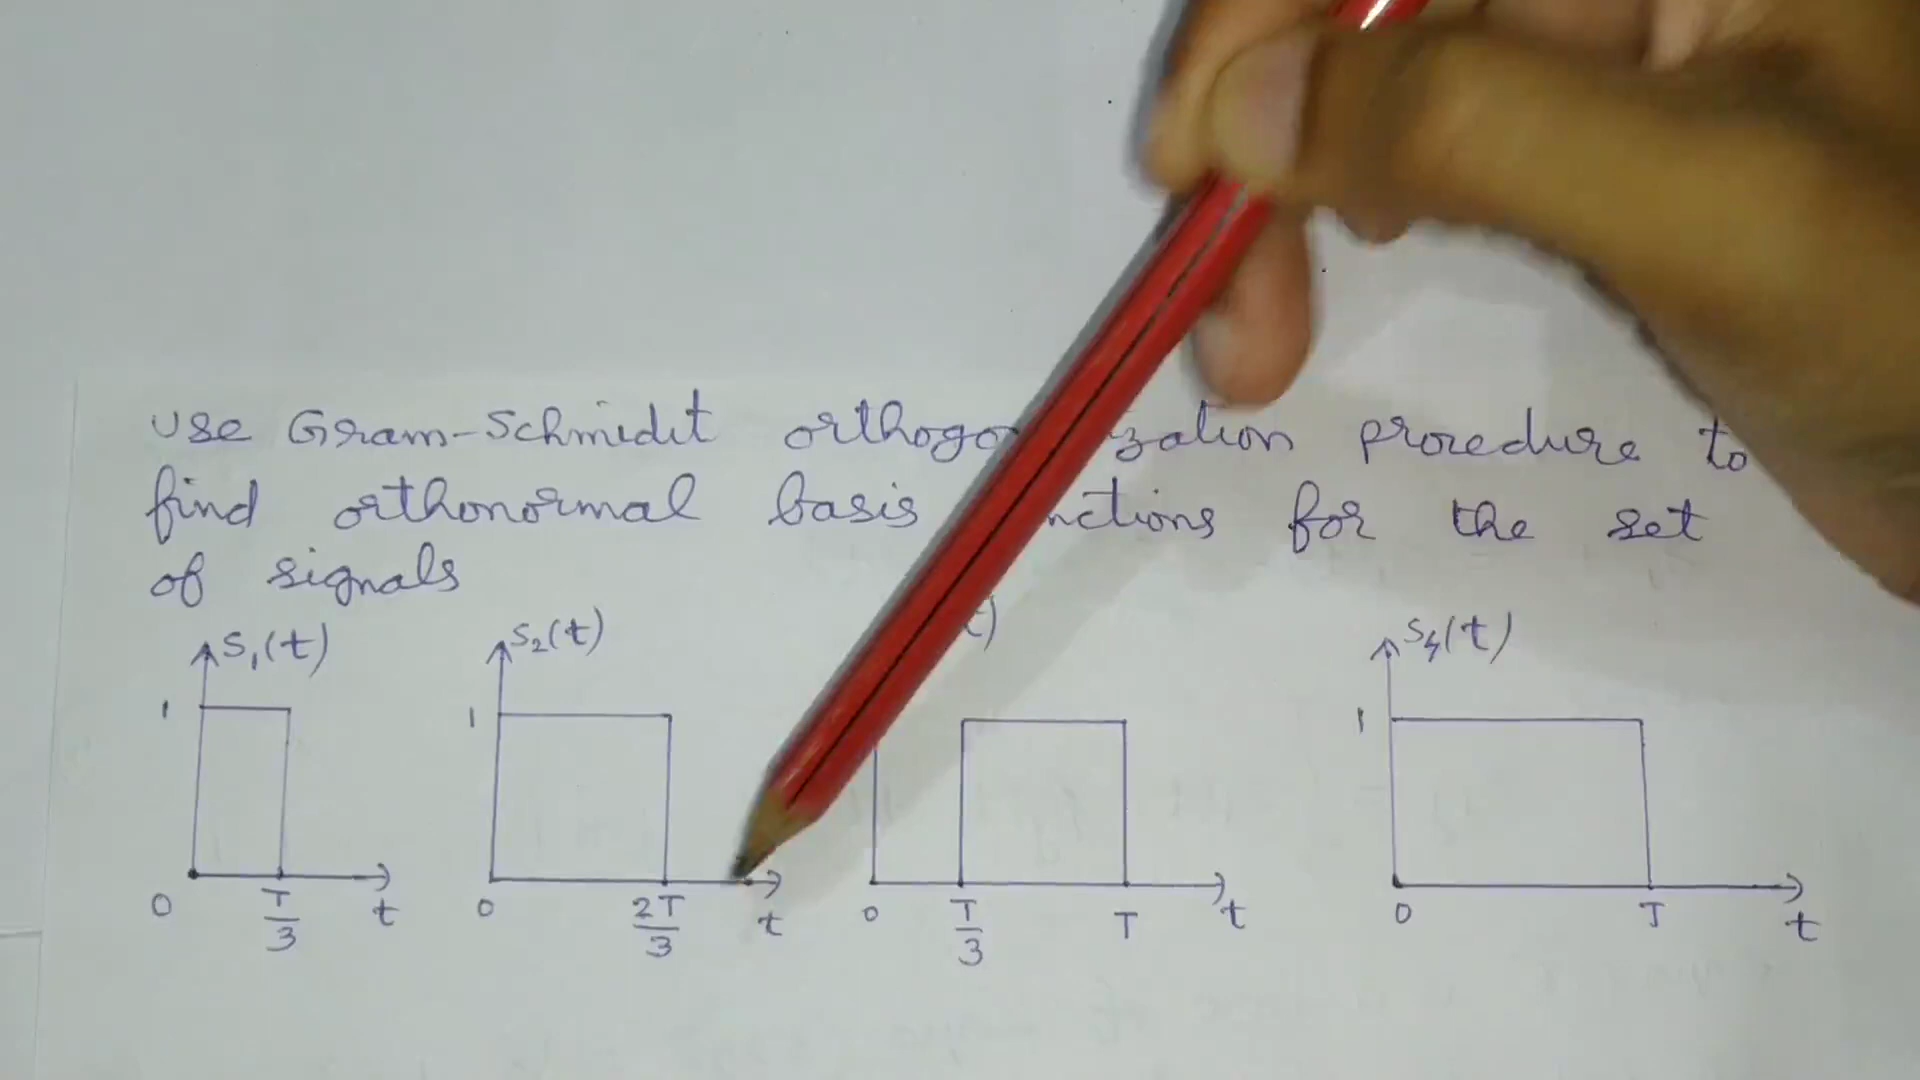 use Gram-Schmidt procedure to
find orthonormal basis for the set
of signals
S₁(t) S₂(t) S₄(t)
1 1 1
0 T/3 t 0 2T/3 t 0 T/3 T t 0 T t